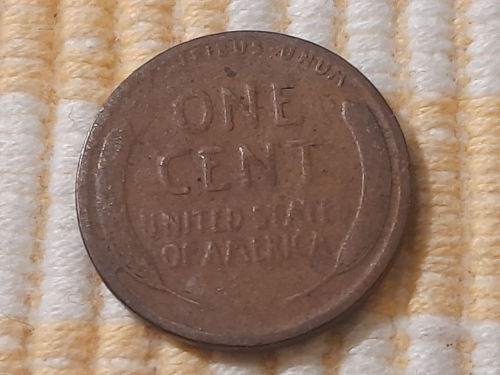 PLURIBUS·UNUM
ONE
CENT
UNITED STATES
OF AMERICA